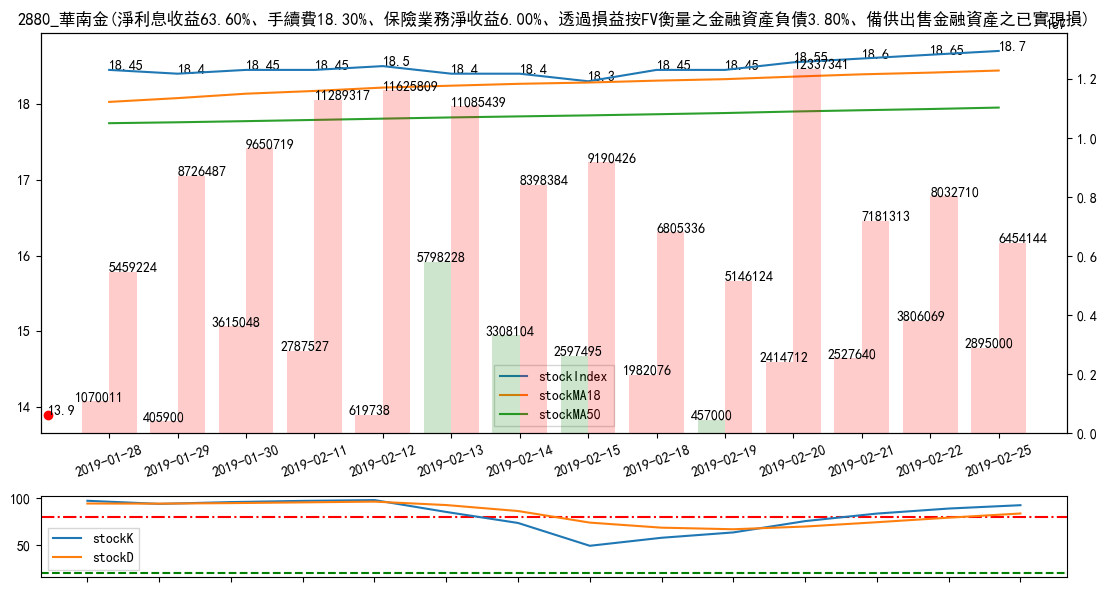 2880_華南金(淨利息收益63.60%、手續費18.30%、保險業務淨收益6.00%、透過損益按FV衡量之金融資產負債3.80%、備供出售金融資產之已實現損)
1e7
18.45 18.4 18.45 18.45 18.5 18.4 18.4 18.3 18.45 18.45 18.55 18.6 18.65 18.7
5459224 8726487 9650719 11289317 11625809 11085439 8398384 9190426 6805336 5146124 12337341 7181313 8032710 6454144
1070011 405900 3615048 2787527 619738 5798228 3308104 2597495 1982076 457000 2414712 2527640 3806069 2895000
13.9
18
17
16
15
14
1.2
1.0
0.8
0.6
0.4
0.2
0.0
stockIndex
stockMA18
stockMA50
2019-01-28 2019-01-29 2019-01-30 2019-02-11 2019-02-12 2019-02-13 2019-02-14 2019-02-15 2019-02-18 2019-02-19 2019-02-20 2019-02-21 2019-02-22 2019-02-25
100
50
stockK
stockD